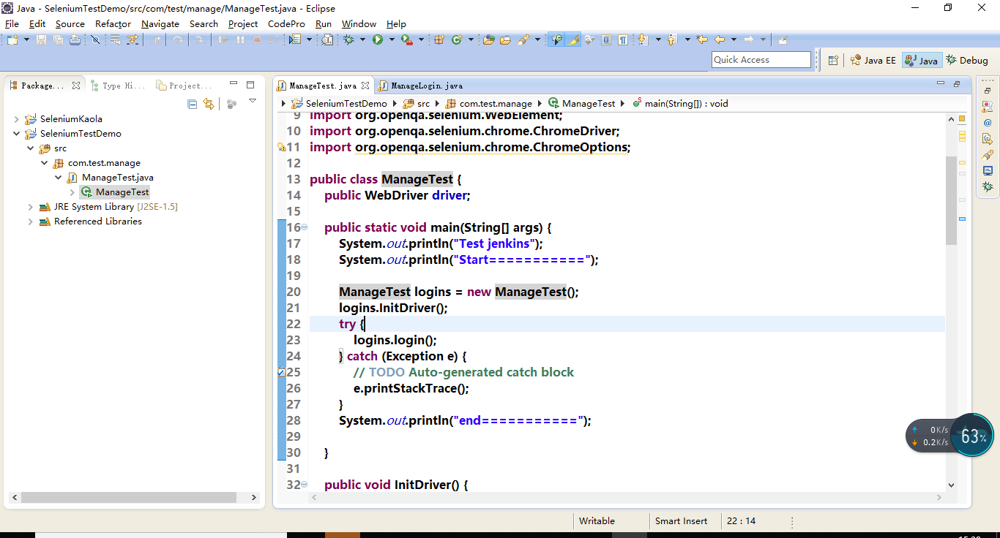 Java - SeleniumTestDemo/src/com/test/manage/ManageTest.java - Eclipse
File Edit Source Refactor Navigate Search Project CodePro Run Window Help
Quick Access
Java EE Java Debug
Package... Type Hi... Project...
SeleniumKaola
SeleniumTestDemo
src
com.test.manage
ManageTest.java
ManageTest
JRE System Library [J2SE-1.5]
Referenced Libraries
ManageTest.java ManageLogin.java
SeleniumTestDemo src com.test.manage ManageTest main(String[]) : void
9 import org.openqa.selenium.WebElement;
10 import org.openqa.selenium.chrome.ChromeDriver;
11 import org.openqa.selenium.chrome.ChromeOptions;
12
13 public class ManageTest {
14 public WebDriver driver;
15
16 public static void main(String[] args) {
17 System.out.println("Test jenkins");
18 System.out.println("Start===========");
19
20 ManageTest logins = new ManageTest();
21 logins.InitDriver();
22 try {
23 logins.login();
24 } catch (Exception e) {
25 // TODO Auto-generated catch block
26 e.printStackTrace();
27 }
28 System.out.println("end===========");
29
30 }
31
32 public void InitDriver() {
0K/s
0.2K/s
63%
Writable Smart Insert 22 : 14